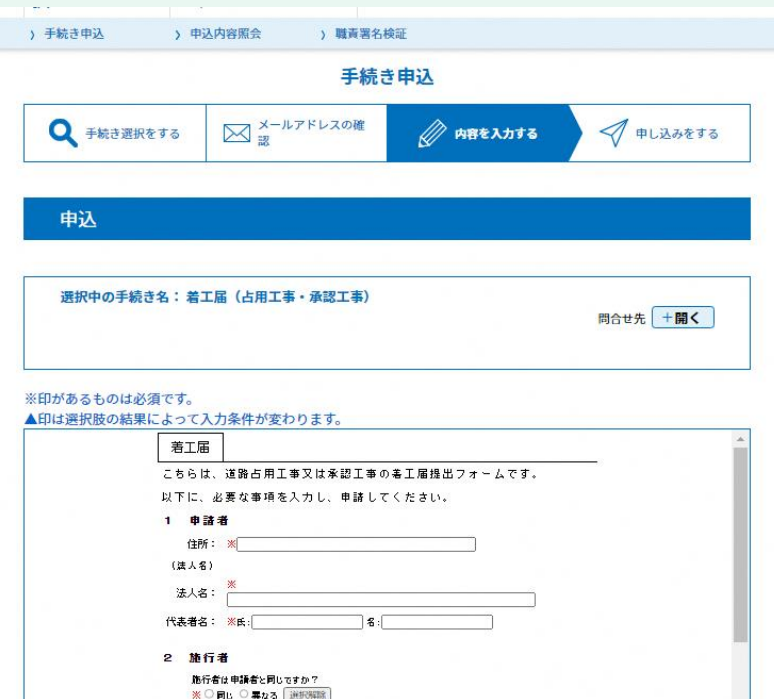 手続き申込
申込内容照会
職責署名検証
手続き申込
手続き選択をする
メールアドレスの確
認
内容を入力する
申し込みをする
申込
選択中の手続き名： 着工届（占用工事・承認工事）
問合せ先 ＋開く
※印があるものは必須です。
▲印は選択肢の結果によって入力条件が変わります。
着工届
こちらは、道路占用工事又は承認工事の着工届提出フォームです。
以下に、必要な事項を入力し、申請してください。
1 申請者
住所： ※
（法人名）
※
法人名：
代表者名： ※氏: 名:
2 施行者
施行者は申請者と同じですか？
※ 同じ 異なる 選択解除